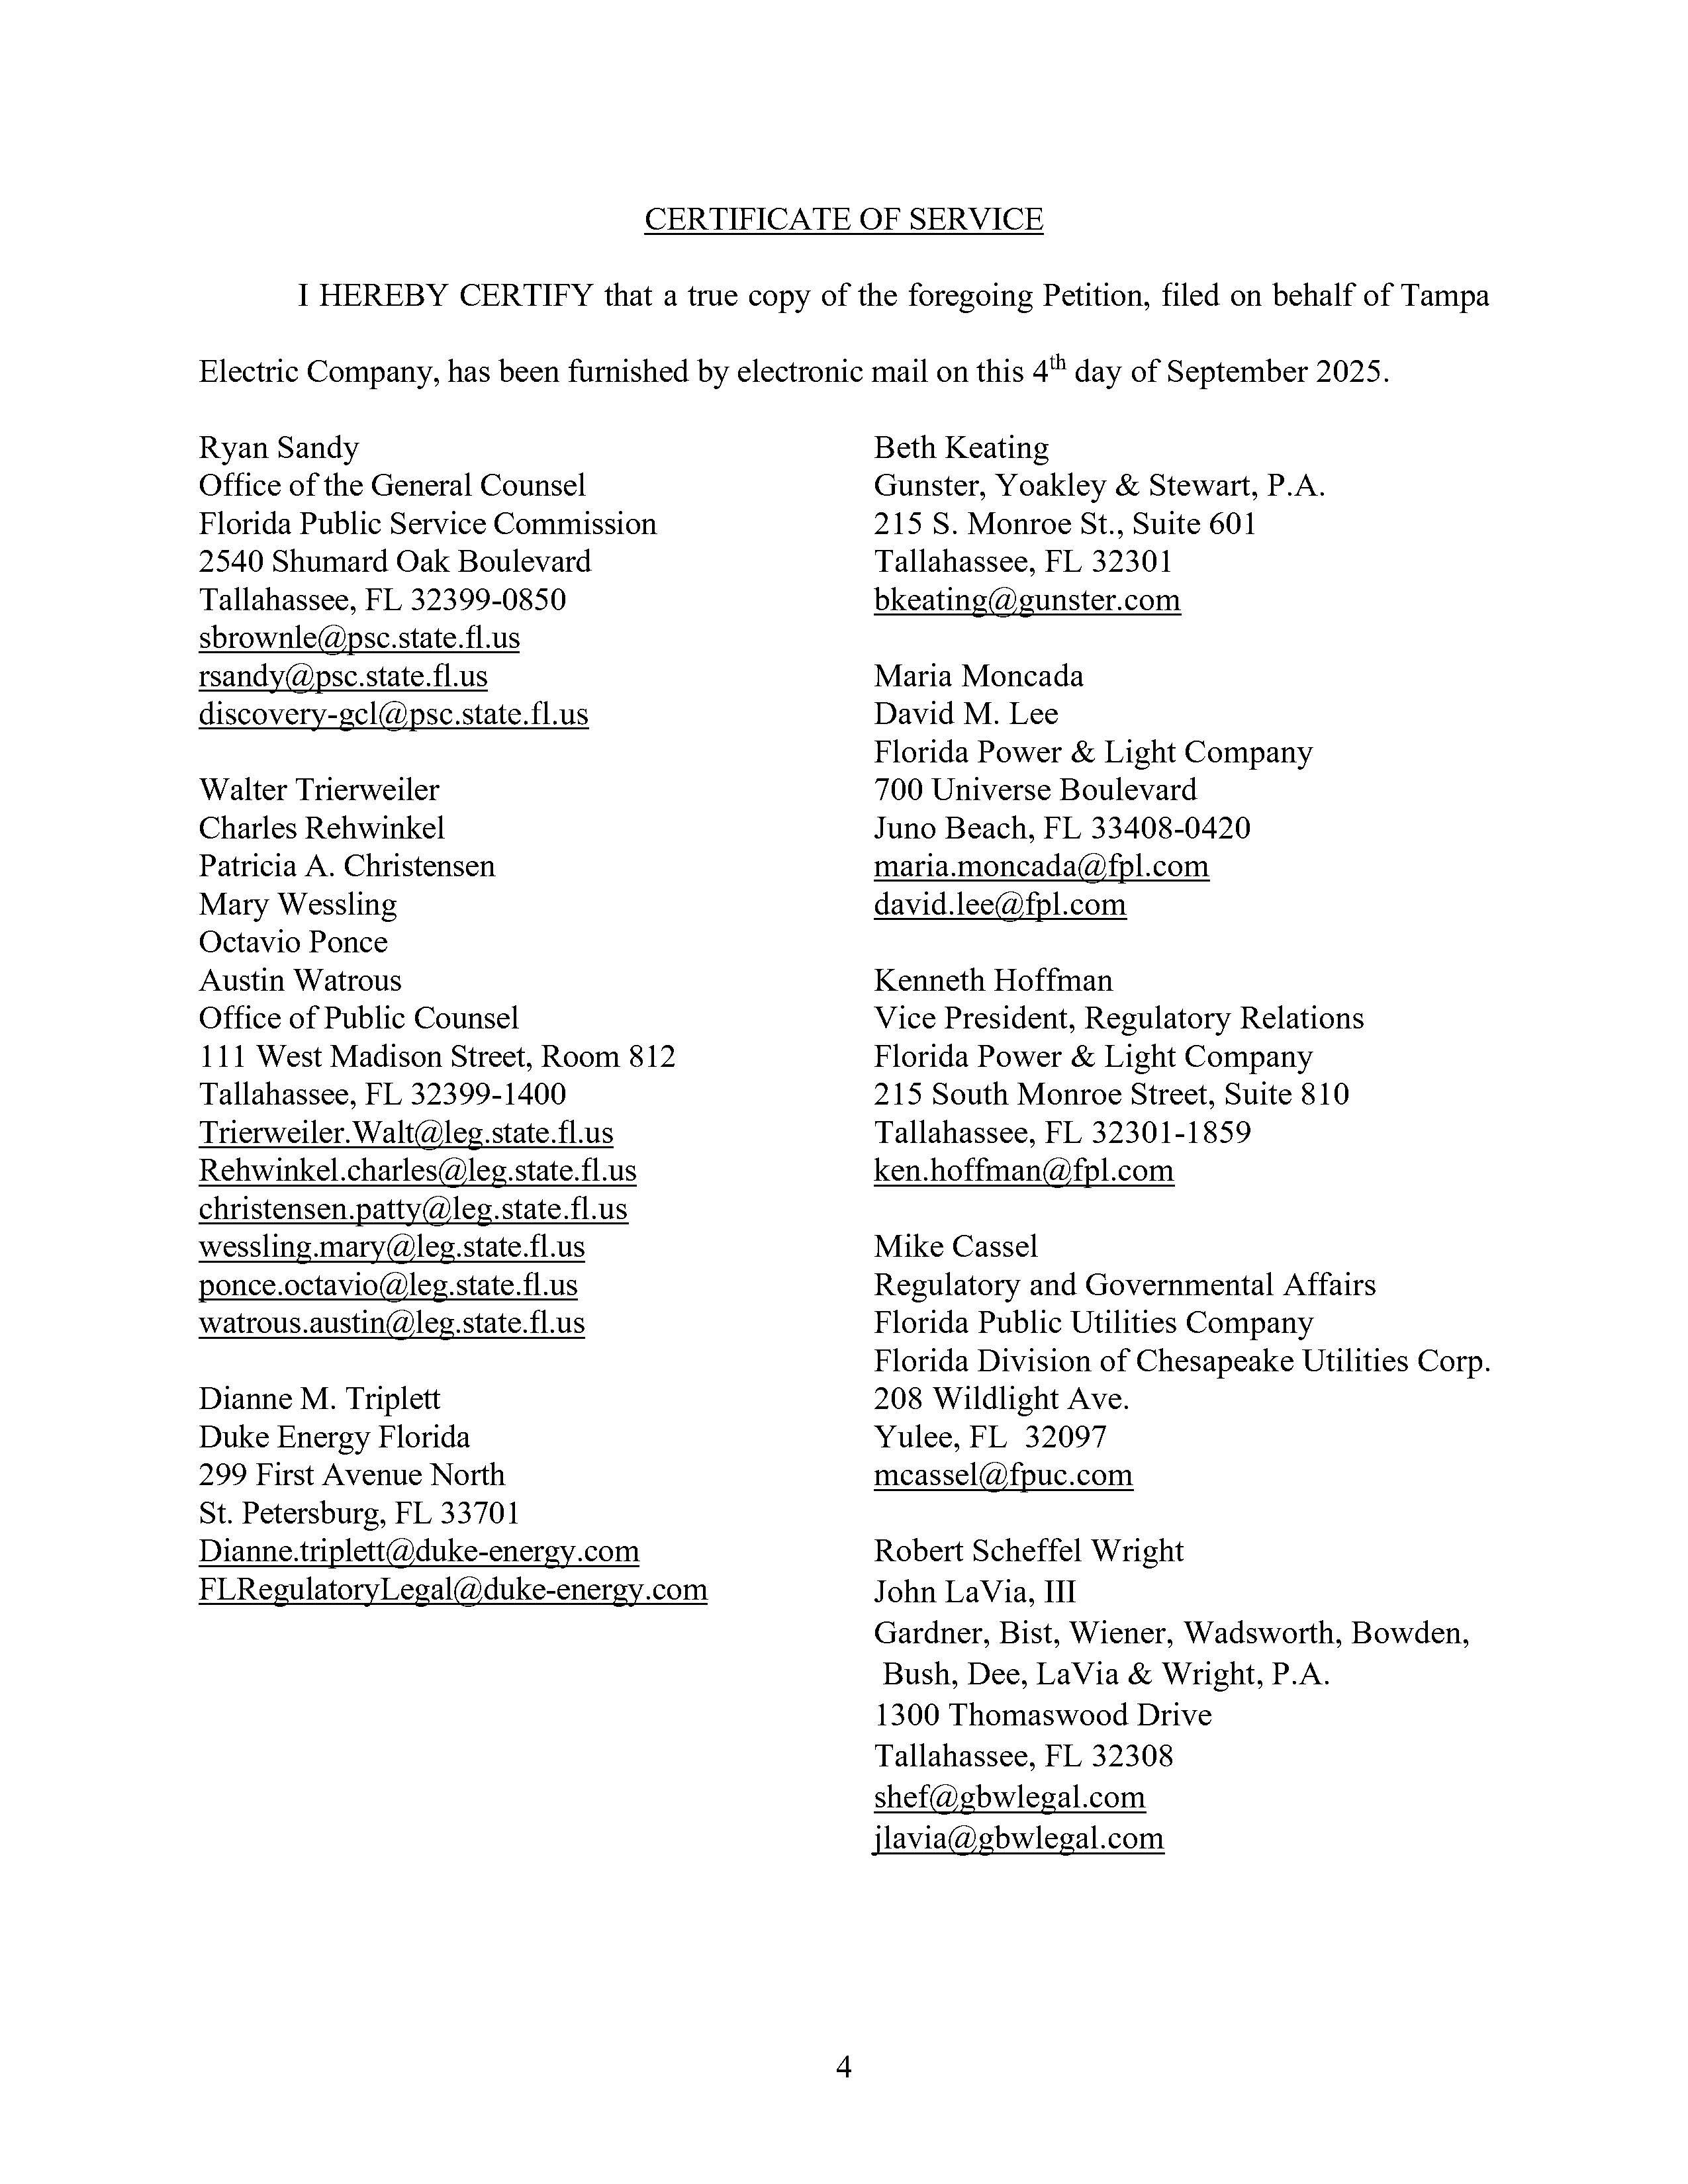 CERTIFICATE OF SERVICE
I HEREBY CERTIFY that a true copy of the foregoing Petition, filed on behalf of Tampa
Electric Company, has been furnished by electronic mail on this 4th day of September 2025.
Ryan Sandy
Office of the General Counsel
Florida Public Service Commission
2540 Shumard Oak Boulevard
Tallahassee, FL 32399-0850
sbrownle@psc.state.fl.us
rsandy@psc.state.fl.us
discovery-gcl@psc.state.fl.us
Walter Trierweiler
Charles Rehwinkel
Patricia A. Christensen
Mary Wessling
Octavio Ponce
Austin Watrous
Office of Public Counsel
111 West Madison Street, Room 812
Tallahassee, FL 32399-1400
Trierweiler.Walt@leg.state.fl.us
Rehwinkel.charles@leg.state.fl.us
christensen.patty@leg.state.fl.us
wessling.mary@leg.state.fl.us
ponce.octavio@leg.state.fl.us
watrous.austin@leg.state.fl.us
Dianne M. Triplett
Duke Energy Florida
299 First Avenue North
St. Petersburg, FL 33701
Dianne.triplett@duke-energy.com
FLRegulatoryLegal@duke-energy.com
Beth Keating
Gunster, Yoakley & Stewart, P.A.
215 S. Monroe St., Suite 601
Tallahassee, FL 32301
bkeating@gunster.com
Maria Moncada
David M. Lee
Florida Power & Light Company
700 Universe Boulevard
Juno Beach, FL 33408-0420
maria.moncada@fpl.com
david.lee@fpl.com
Kenneth Hoffman
Vice President, Regulatory Relations
Florida Power & Light Company
215 South Monroe Street, Suite 810
Tallahassee, FL 32301-1859
ken.hoffman@fpl.com
Mike Cassel
Regulatory and Governmental Affairs
Florida Public Utilities Company
Florida Division of Chesapeake Utilities Corp.
208 Wildlight Ave.
Yulee, FL  32097
mcassel@fpuc.com
Robert Scheffel Wright
John LaVia, III
Gardner, Bist, Wiener, Wadsworth, Bowden,
Bush, Dee, LaVia & Wright, P.A.
1300 Thomaswood Drive
Tallahassee, FL 32308
shef@gbwlegal.com
jlavia@gbwlegal.com
4